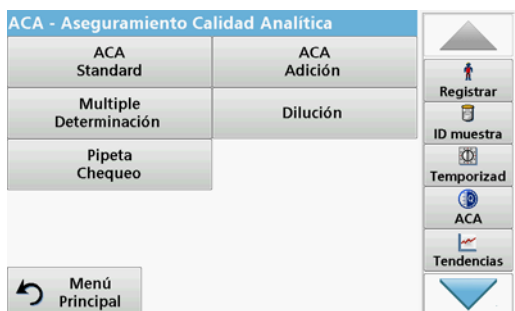 ACA - Aseguramiento Calidad Analítica
ACA
Standard
ACA
Adición
Multiple
Determinación
Dilución
Pipeta
Chequeo
Menú
Principal
Registrar
ID muestra
Temporizad
ACA
Tendencias